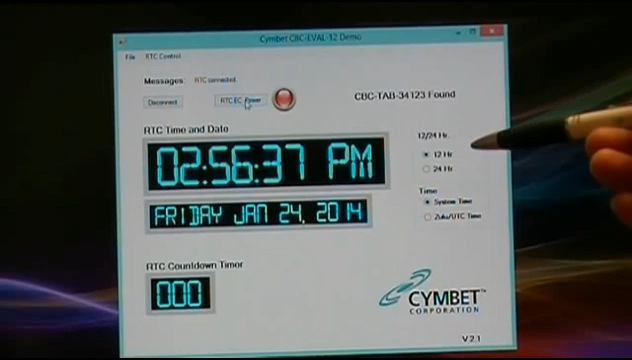 Cymbet CBC-EVAL-12 Demo
File RTC Control
Messages: RTC connected.
Disconnect RTC EC Power
CBC-TAB-34123 Found
RTC Time and Date
02:56:37 PM
FRIDAY JAN 24, 2014
12/24 Hr.
12 Hr
24 Hr
Time
System Time
Zulu/UTC Time
RTC Countdown Timer
000
CYMBET™
CORPORATION
V 2.1